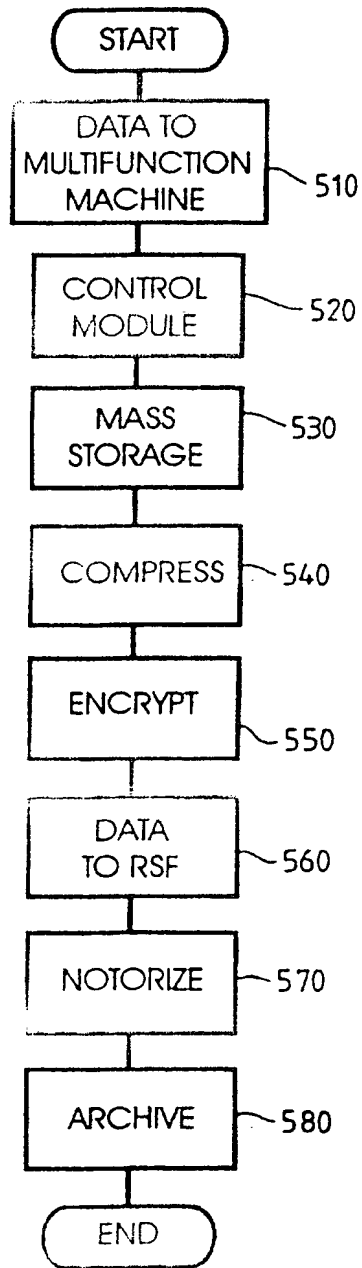 START
DATA TO
MULTIFUNCTION
MACHINE
510
CONTROL
MODULE
520
MASS
STORAGE
530
COMPRESS
540
ENCRYPT
550
DATA
TO RSF
560
NOTORIZE
570
ARCHIVE
580
END